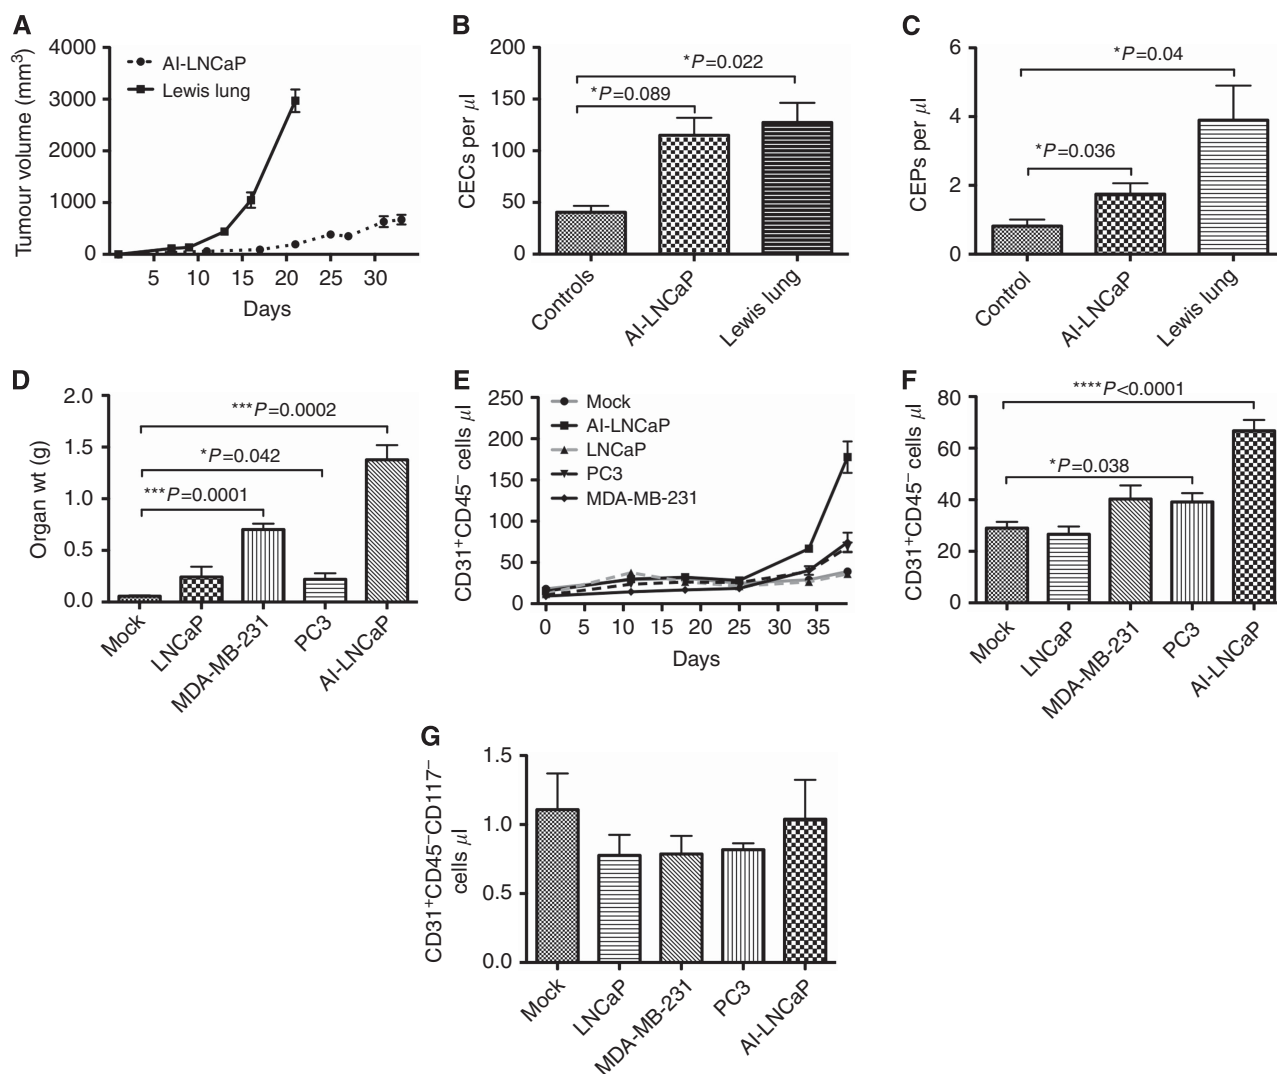 A
Tumour volume (mm³)
4000
3000
2000
1000
0
AI-LNCaP
Lewis lung
5 10 15 20 25 30
Days
B
CECs per µl
200
150
100
50
0
*P=0.022
*P=0.089
Controls
AI-LNCaP
Lewis lung
C
CEPs per µl
6
4
2
0
*P=0.04
*P=0.036
Control
AI-LNCaP
Lewis lung
D
Organ wt (g)
2.0
1.5
1.0
0.5
0.0
***P=0.0002
*P=0.042
***P=0.0001
Mock
LNCaP
MDA-MB-231
PC3
AI-LNCaP
E
CD31⁺CD45⁻ cells µl
250
200
150
100
50
0
Mock
AI-LNCaP
LNCaP
PC3
MDA-MB-231
0 5 10 15 20 25 30 35
Days
F
CD31⁺CD45⁻ cells µl
80
60
40
20
0
****P<0.0001
*P=0.038
Mock
LNCaP
MDA-MB-231
PC3
AI-LNCaP
G
CD31⁺CD45⁻CD117⁻
cells µl
1.5
1.0
0.5
0.0
Mock
LNCaP
MDA-MB-231
PC3
AI-LNCaP